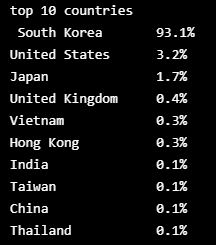 top 10 countries
South Korea 93.1%
United States 3.2%
Japan 1.7%
United Kingdom 0.4%
Vietnam 0.3%
Hong Kong 0.3%
India 0.1%
Taiwan 0.1%
China 0.1%
Thailand 0.1%